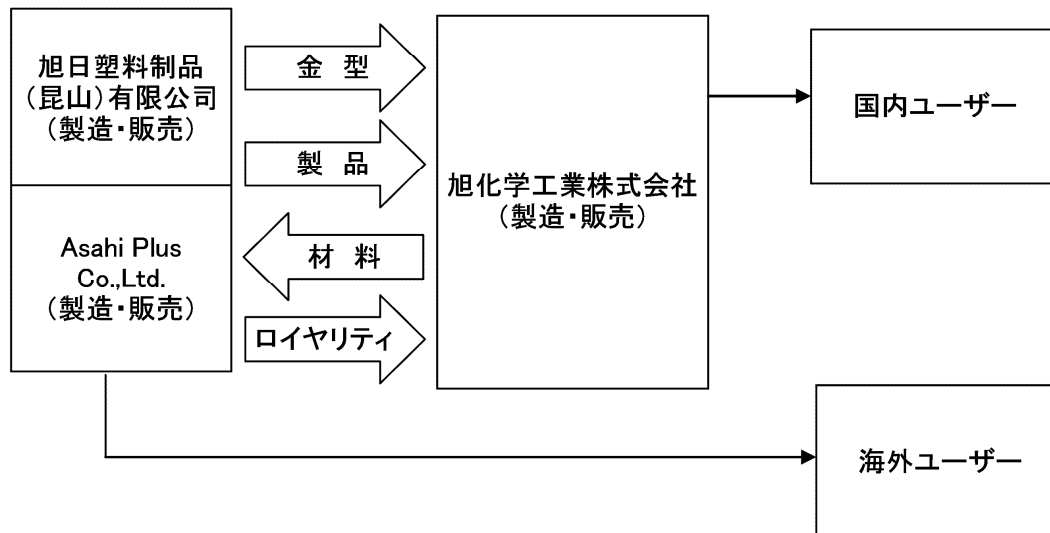 旭日塑料制品
（昆山）有限公司
（製造・販売）
Asahi Plus
Co.,Ltd.
（製造・販売）
金 型
製 品
材 料
ロイヤリティ
旭化学工業株式会社
（製造・販売）
国内ユーザー
海外ユーザー